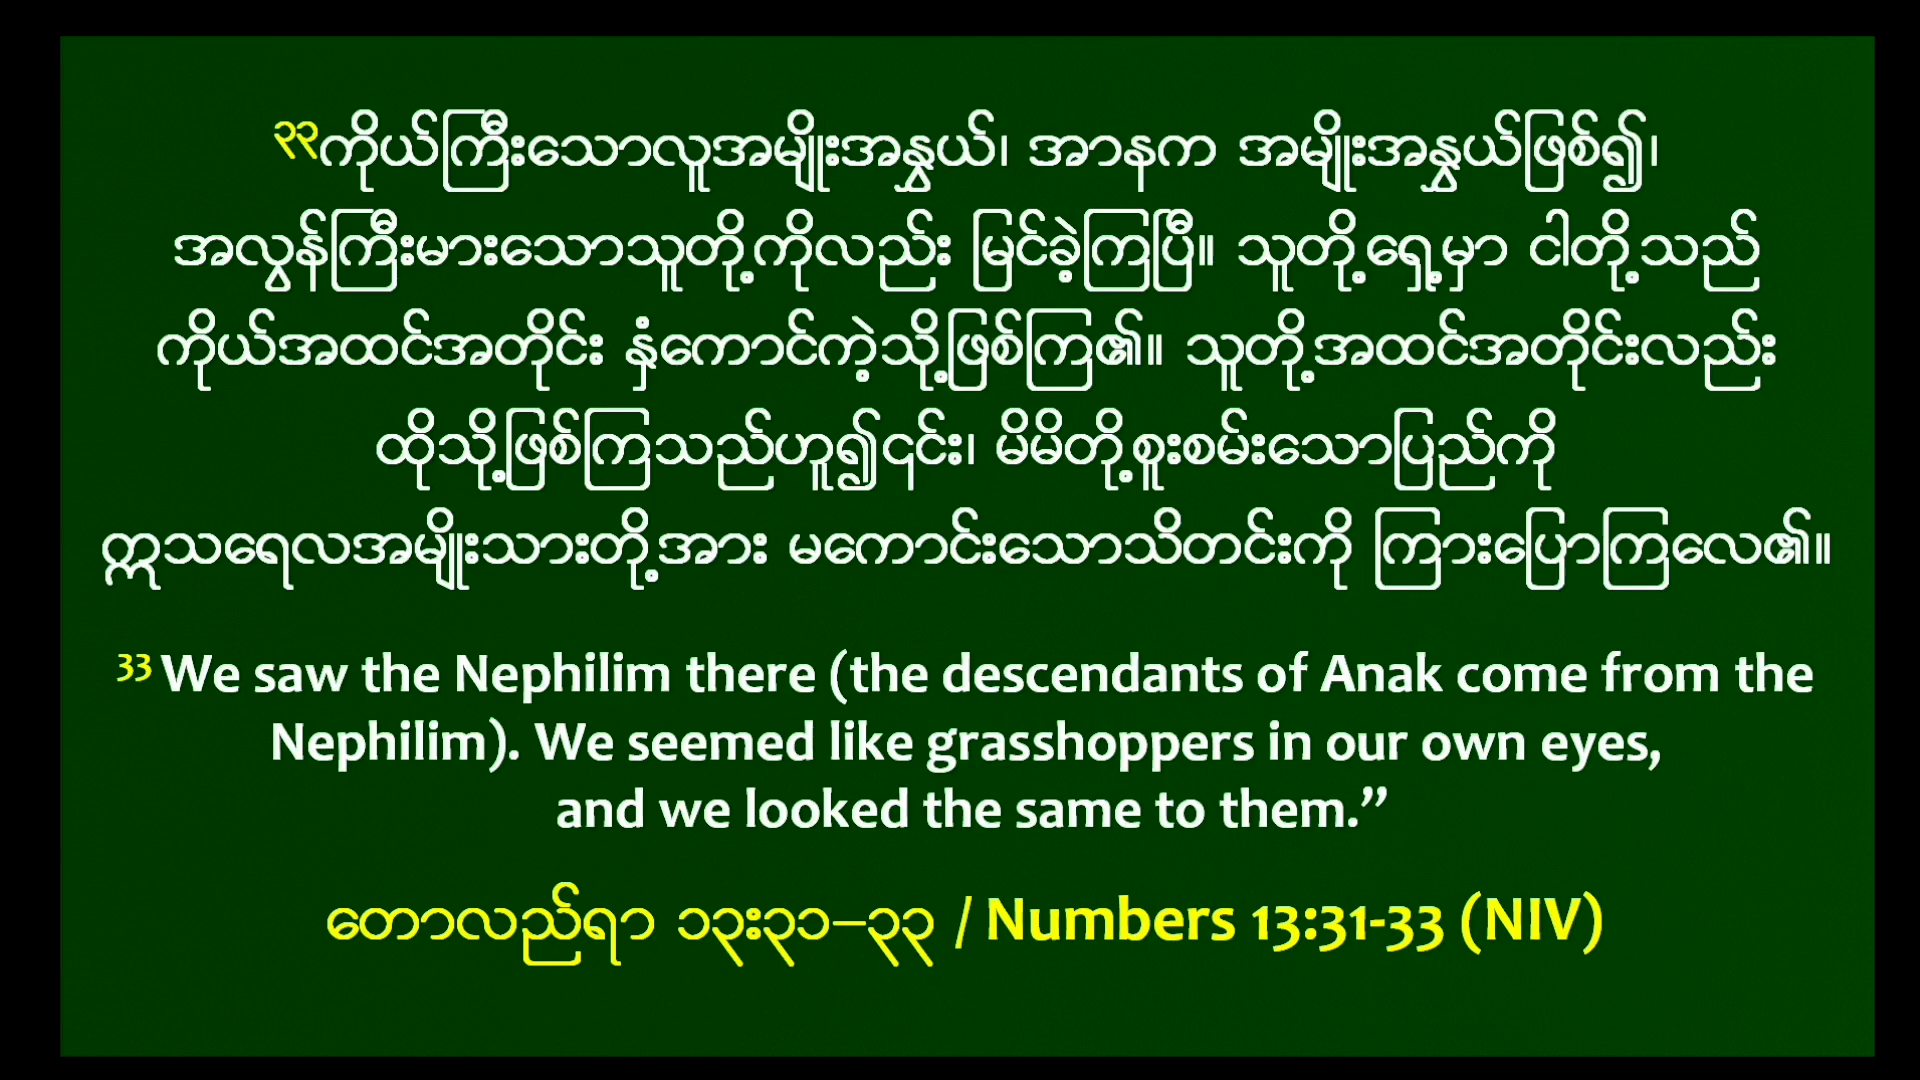 ၃၃ကိုယ်ကြီးသောလူအမျိုးအနွှယ်၊ အာနက အမျိုးအနွှယ်ဖြစ်၍၊
အလွန်ကြီးမားသောသူတို့ကိုလည်း မြင်ခဲ့ကြပြီ။ သူတို့ရှေ့မှာ ငါတို့သည်
ကိုယ်အထင်အတိုင်း နှံကောင်ကဲ့သို့ဖြစ်ကြ၏။ သူတို့အထင်အတိုင်းလည်း
ထိုသို့ဖြစ်ကြသည်ဟူ၍၎င်း၊ မိမိတို့စူးစမ်းသောပြည်ကို
ဣသရေလအမျိုးသားတို့အား မကောင်းသောသိတင်းကို ကြားပြောကြလေ၏။
33 We saw the Nephilim there (the descendants of Anak come from the
Nephilim). We seemed like grasshoppers in our own eyes,
and we looked the same to them.”
တောလည်ရာ ၁၃း၃၁–၃၃ / Numbers 13:31-33 (NIV)